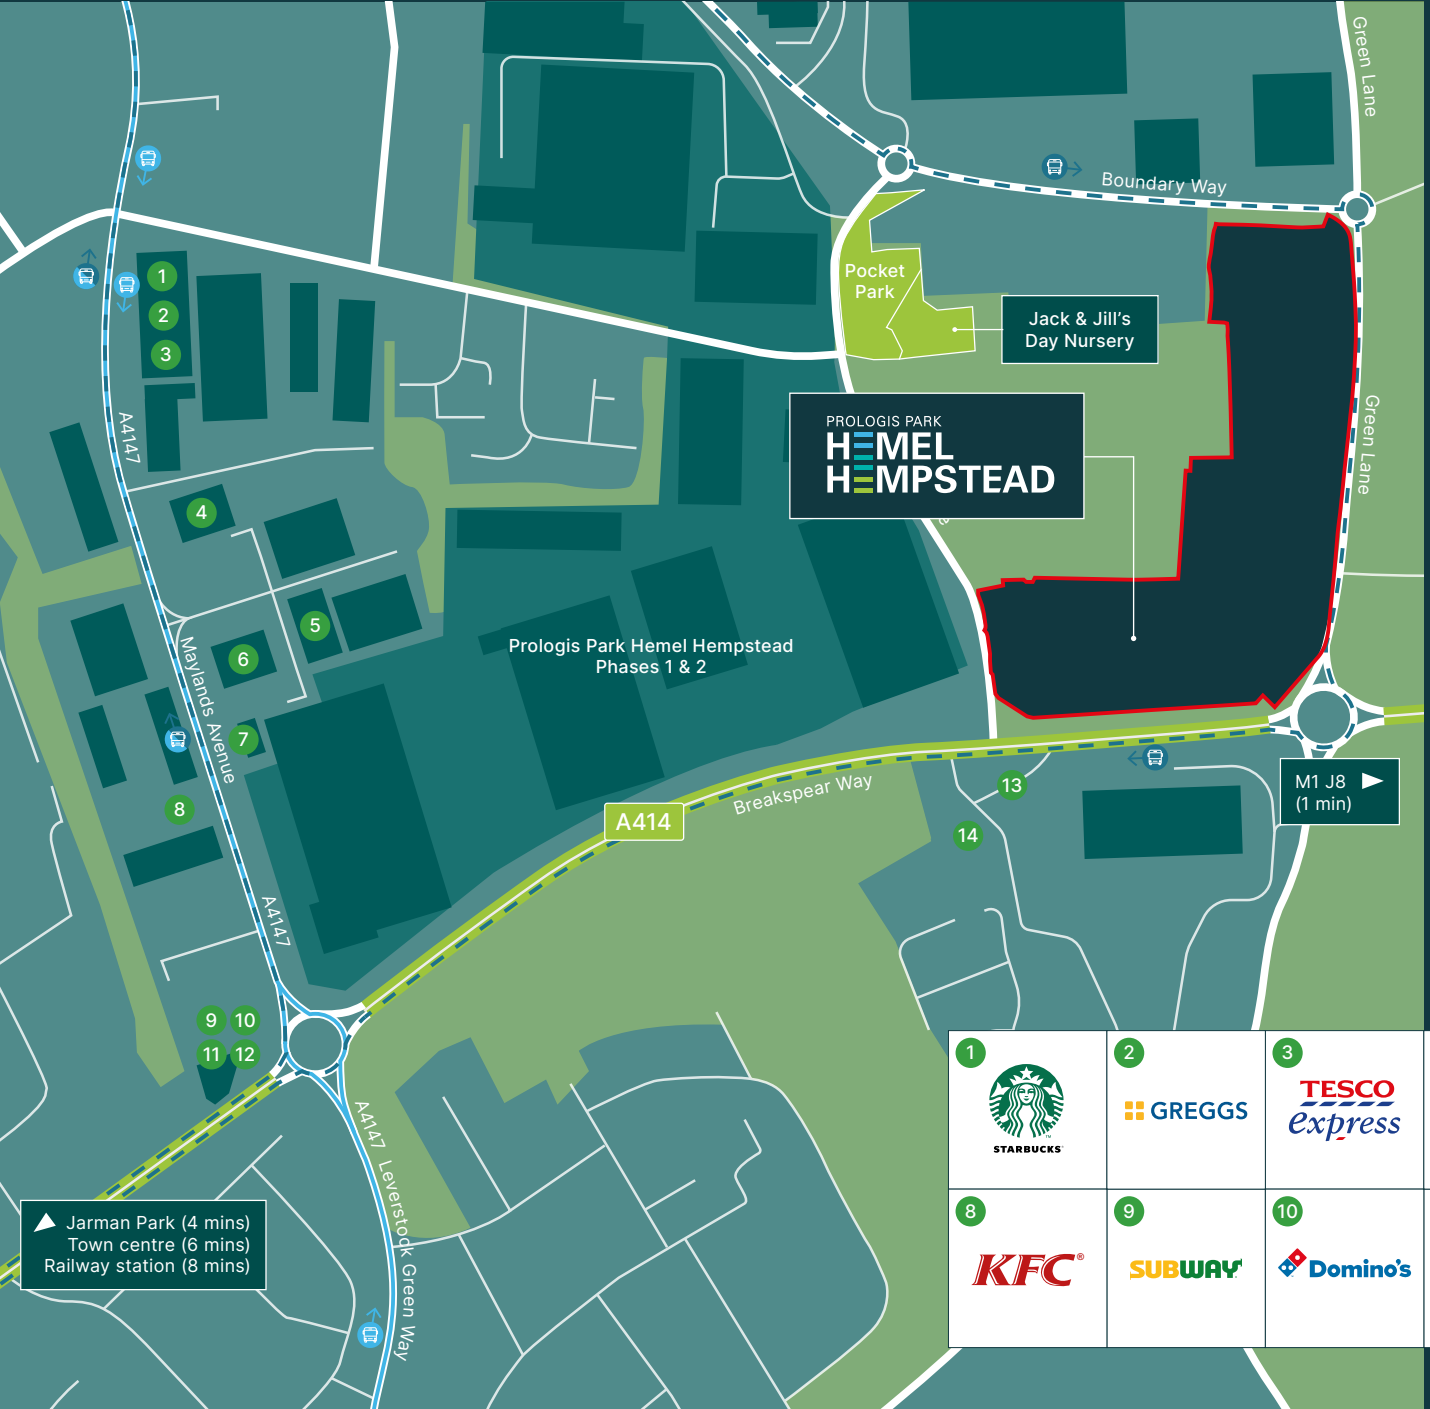 Green Lane
Boundary Way
Pocket
Park
Jack & Jill's
Day Nursery
PROLOGIS PARK
HEMEL
HEMPSTEAD
Green Lane
1
2
3
A4147
4
5
6
7
8
Maylands Avenue
Prologis Park Hemel Hempstead
Phases 1 & 2
A414
Breakspear Way
13
14
M1 J8
(1 min)
A4147
9 10
11 12
A4147 Leverstock Green Way
Jarman Park (4 mins)
Town centre (6 mins)
Railway station (8 mins)
1
STARBUCKS
2
GREGGS
3
TESCO
express
8
KFC®
9
SUBWAY
10
Domino's